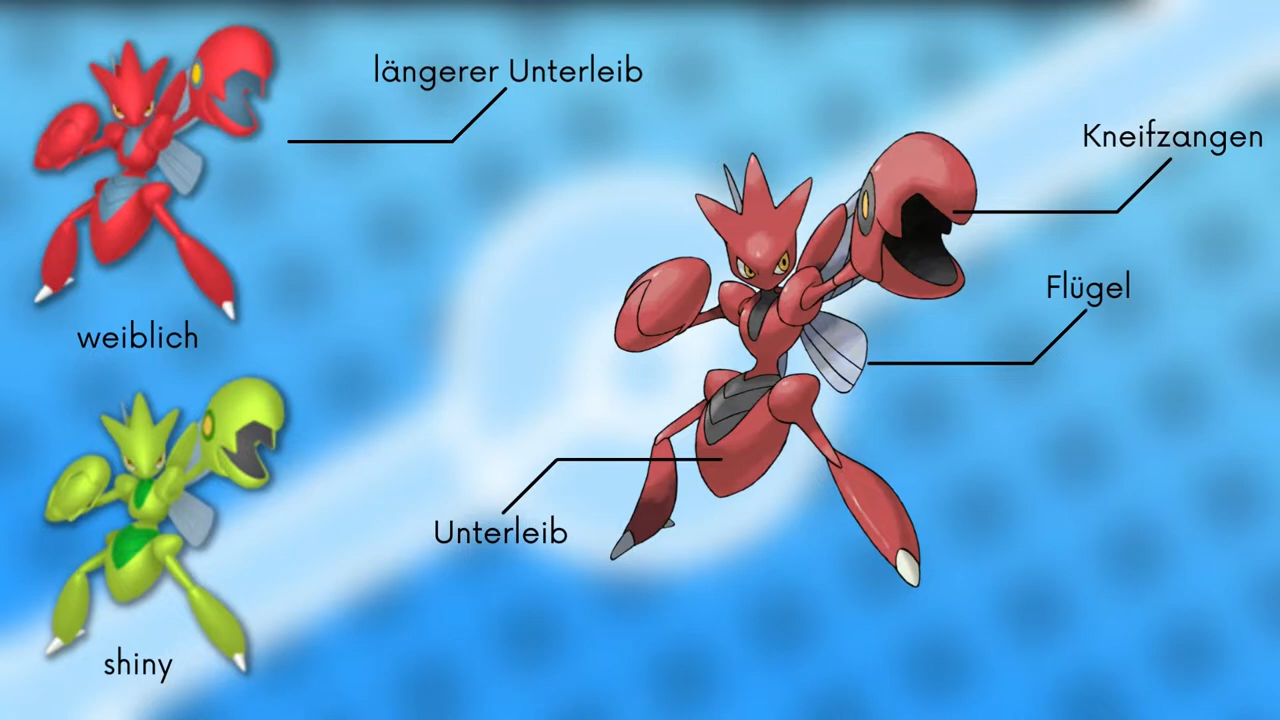 längerer Unterleib
Kneifzangen
Flügel
weiblich
Unterleib
shiny